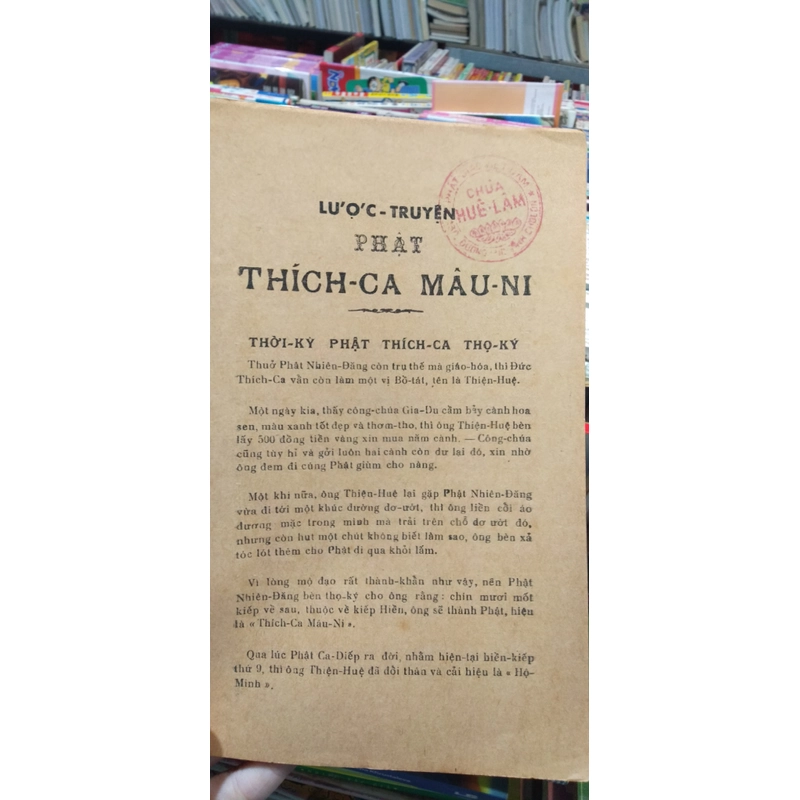 CHÙA
HUÊ-LÂM
LƯỢC-TRUYỆN
PHẬT
THÍCH-CA MÂU-NI
THỜI-KỲ PHẬT THÍCH-CA THỌ-KÝ
Thuở Phật Nhiên-Đăng còn trụ thế mà giáo-hóa, thì Đức
Thích-Ca vẫn còn làm một vị Bồ-tát, tên là Thiện-Huệ.
Một ngày kia, thấy công-chúa Gia-Du cầm bảy cành hoa
sen, màu xanh tốt đẹp và thơm-tho, thì ông Thiện-Huệ bèn
lấy 500 đồng tiền vàng xin mua năm cành. — Công-chúa
cũng tùy hỉ và gởi luôn hai cành còn dư lại đó, xin nhờ
ông đem đi cúng Phật giùm cho nàng.
Một khi nữa, ông Thiện-Huệ lại gặp Phật Nhiên-Đăng
vừa đi tới một khúc đường dơ-ướt, thì ông liền cởi áo
đương mặc trong mình mà trải trên chỗ dơ ướt đó,
nhưng còn hụt một chút không biết làm sao, ông bèn xả
tóc lót thêm cho Phật đi qua khỏi lấm.
Vì lòng mộ đạo rất thành-khẩn như vậy, nên Phật
Nhiên-Đăng bèn thọ-ký cho ông rằng : chín mươi mốt
kiếp về sau, thuộc về kiếp Hiền, ông sẽ thành Phật, hiệu
là « Thích-Ca Mâu-Ni ».
Qua lúc Phật Ca-Diếp ra đời, nhằm hiện-tại hiền-kiếp
thứ 9, thì ông Thiện-Huệ đã đổi thân và cải hiệu là « Hộ-
Minh ».